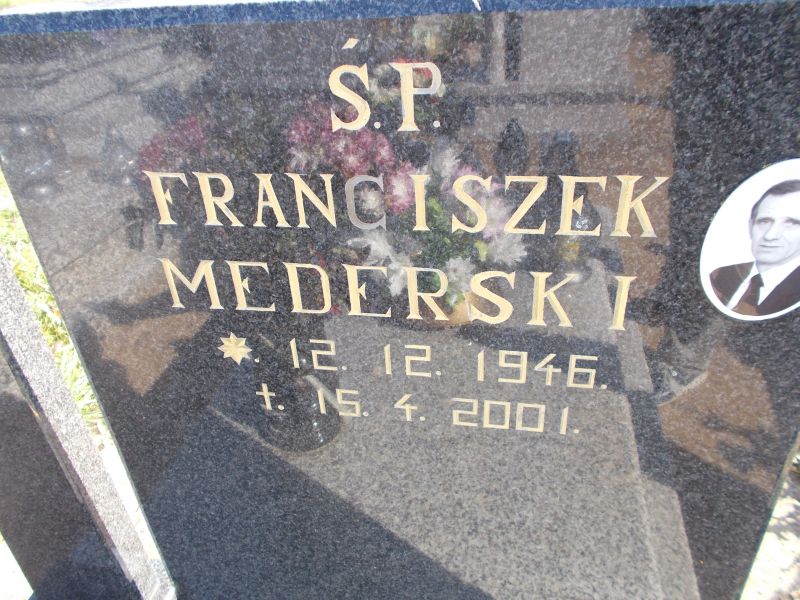 Ś.P.
FRANCISZEK
MEDERSKI
*. 12. 12. 1946.
†. 15. 4. 2001.